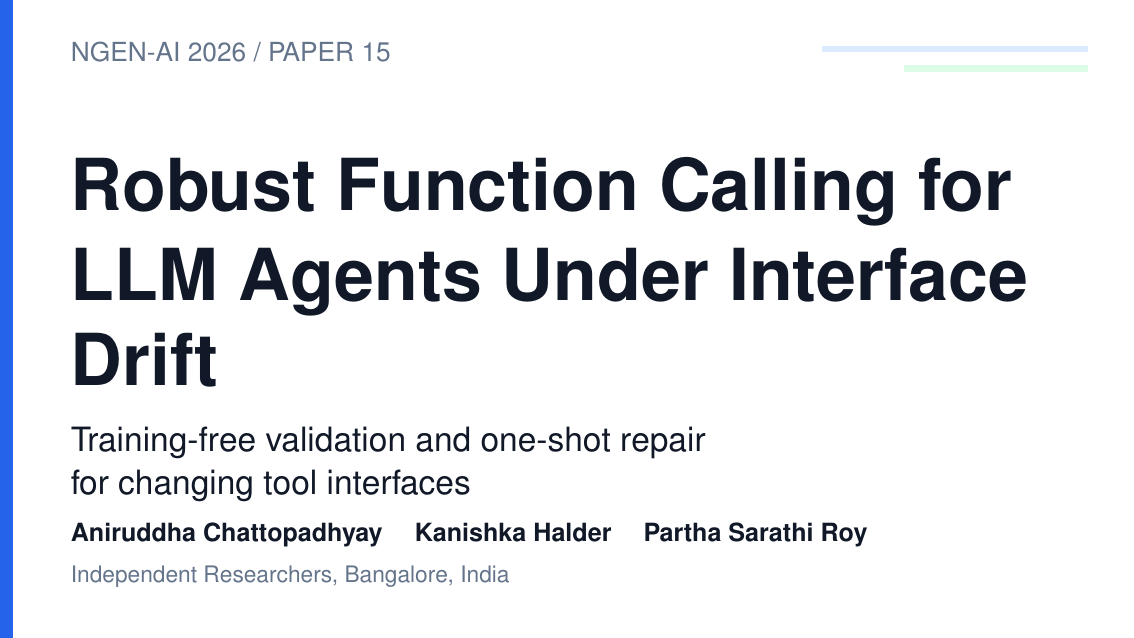 NGEN-AI 2026 / PAPER 15
Robust Function Calling for
LLM Agents Under Interface
Drift
Training-free validation and one-shot repair
for changing tool interfaces
Aniruddha Chattopadhyay Kanishka Halder Partha Sarathi Roy
Independent Researchers, Bangalore, India